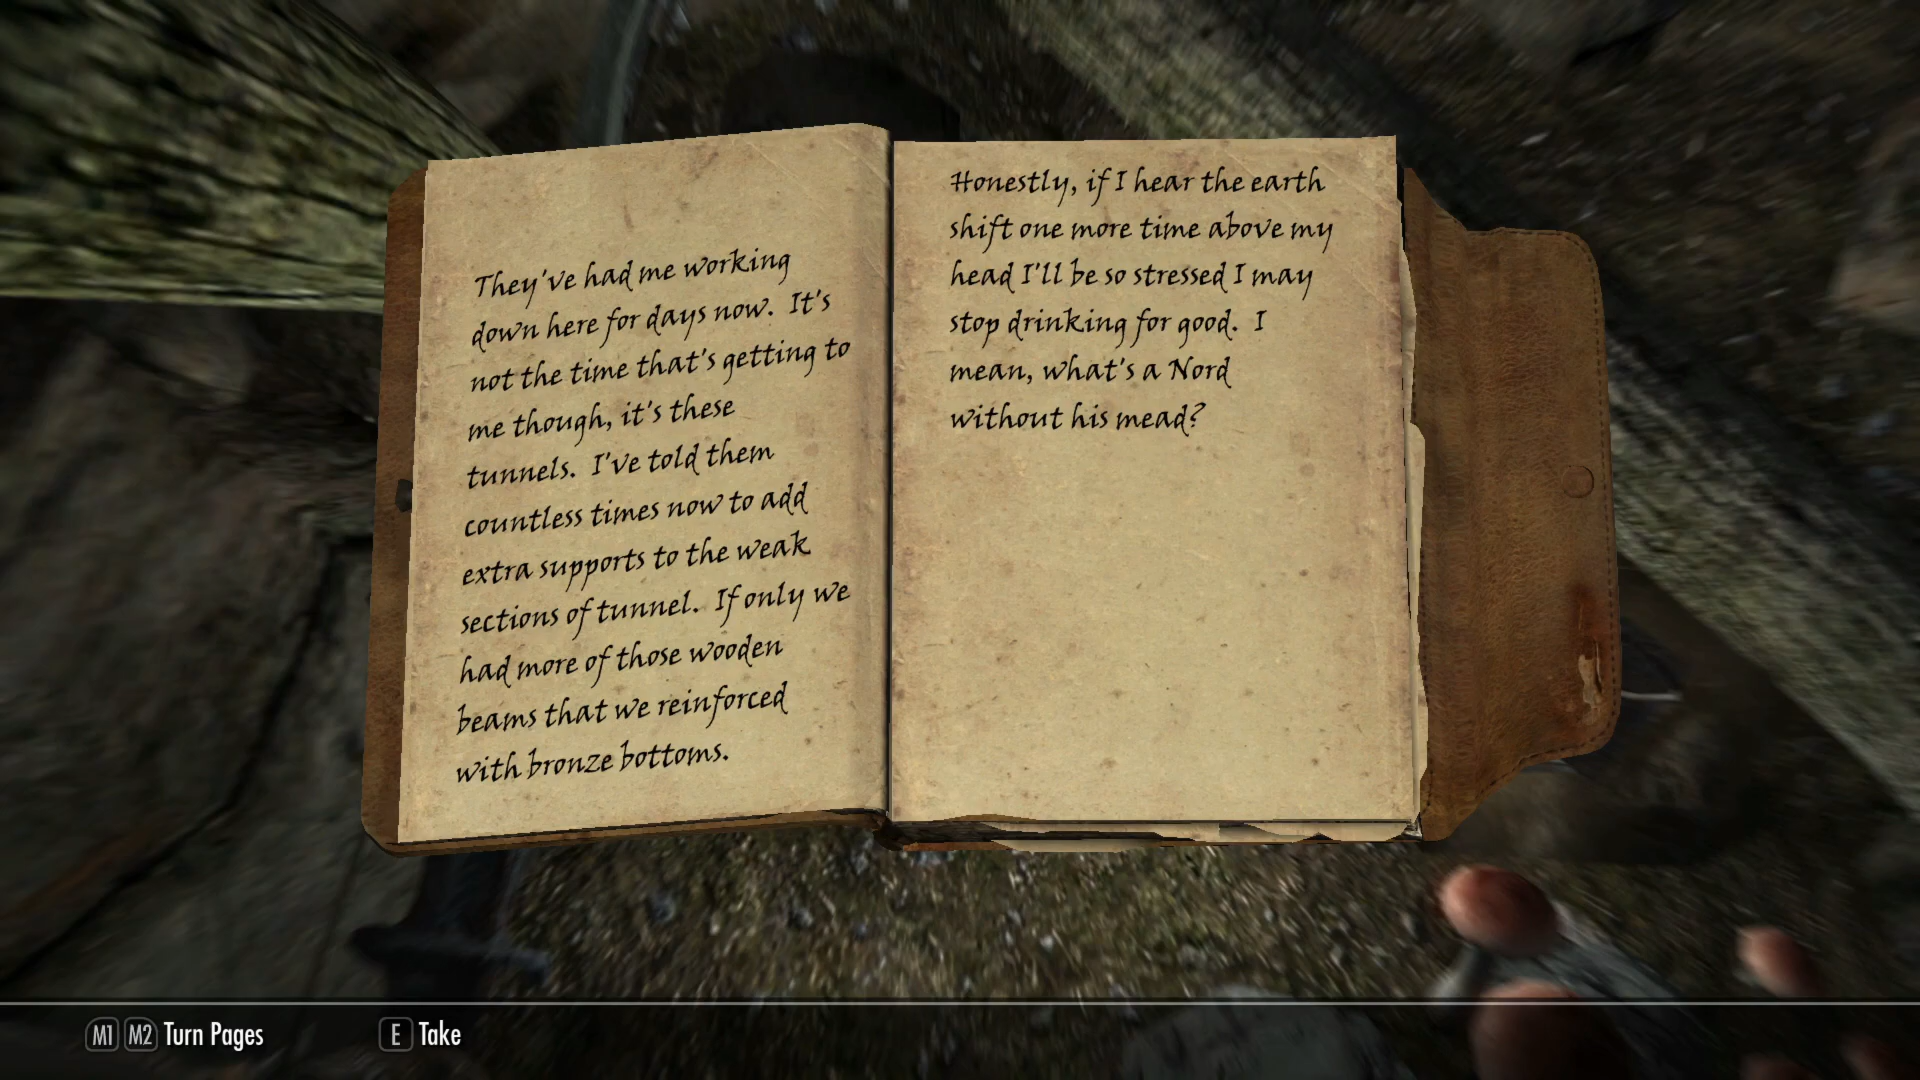 They've had me working
down here for days now.  It's
not the time that's getting to
me though, it's these
tunnels.  I've told them
countless times now to add
extra supports to the weak
sections of tunnel.  If only we
had more of those wooden
beams that we reinforced
with bronze bottoms.
Honestly, if I hear the earth
shift one more time above my
head I'll be so stressed I may
stop drinking for good.  I
mean, what's a Nord
without his mead?
M1 M2 Turn Pages E Take